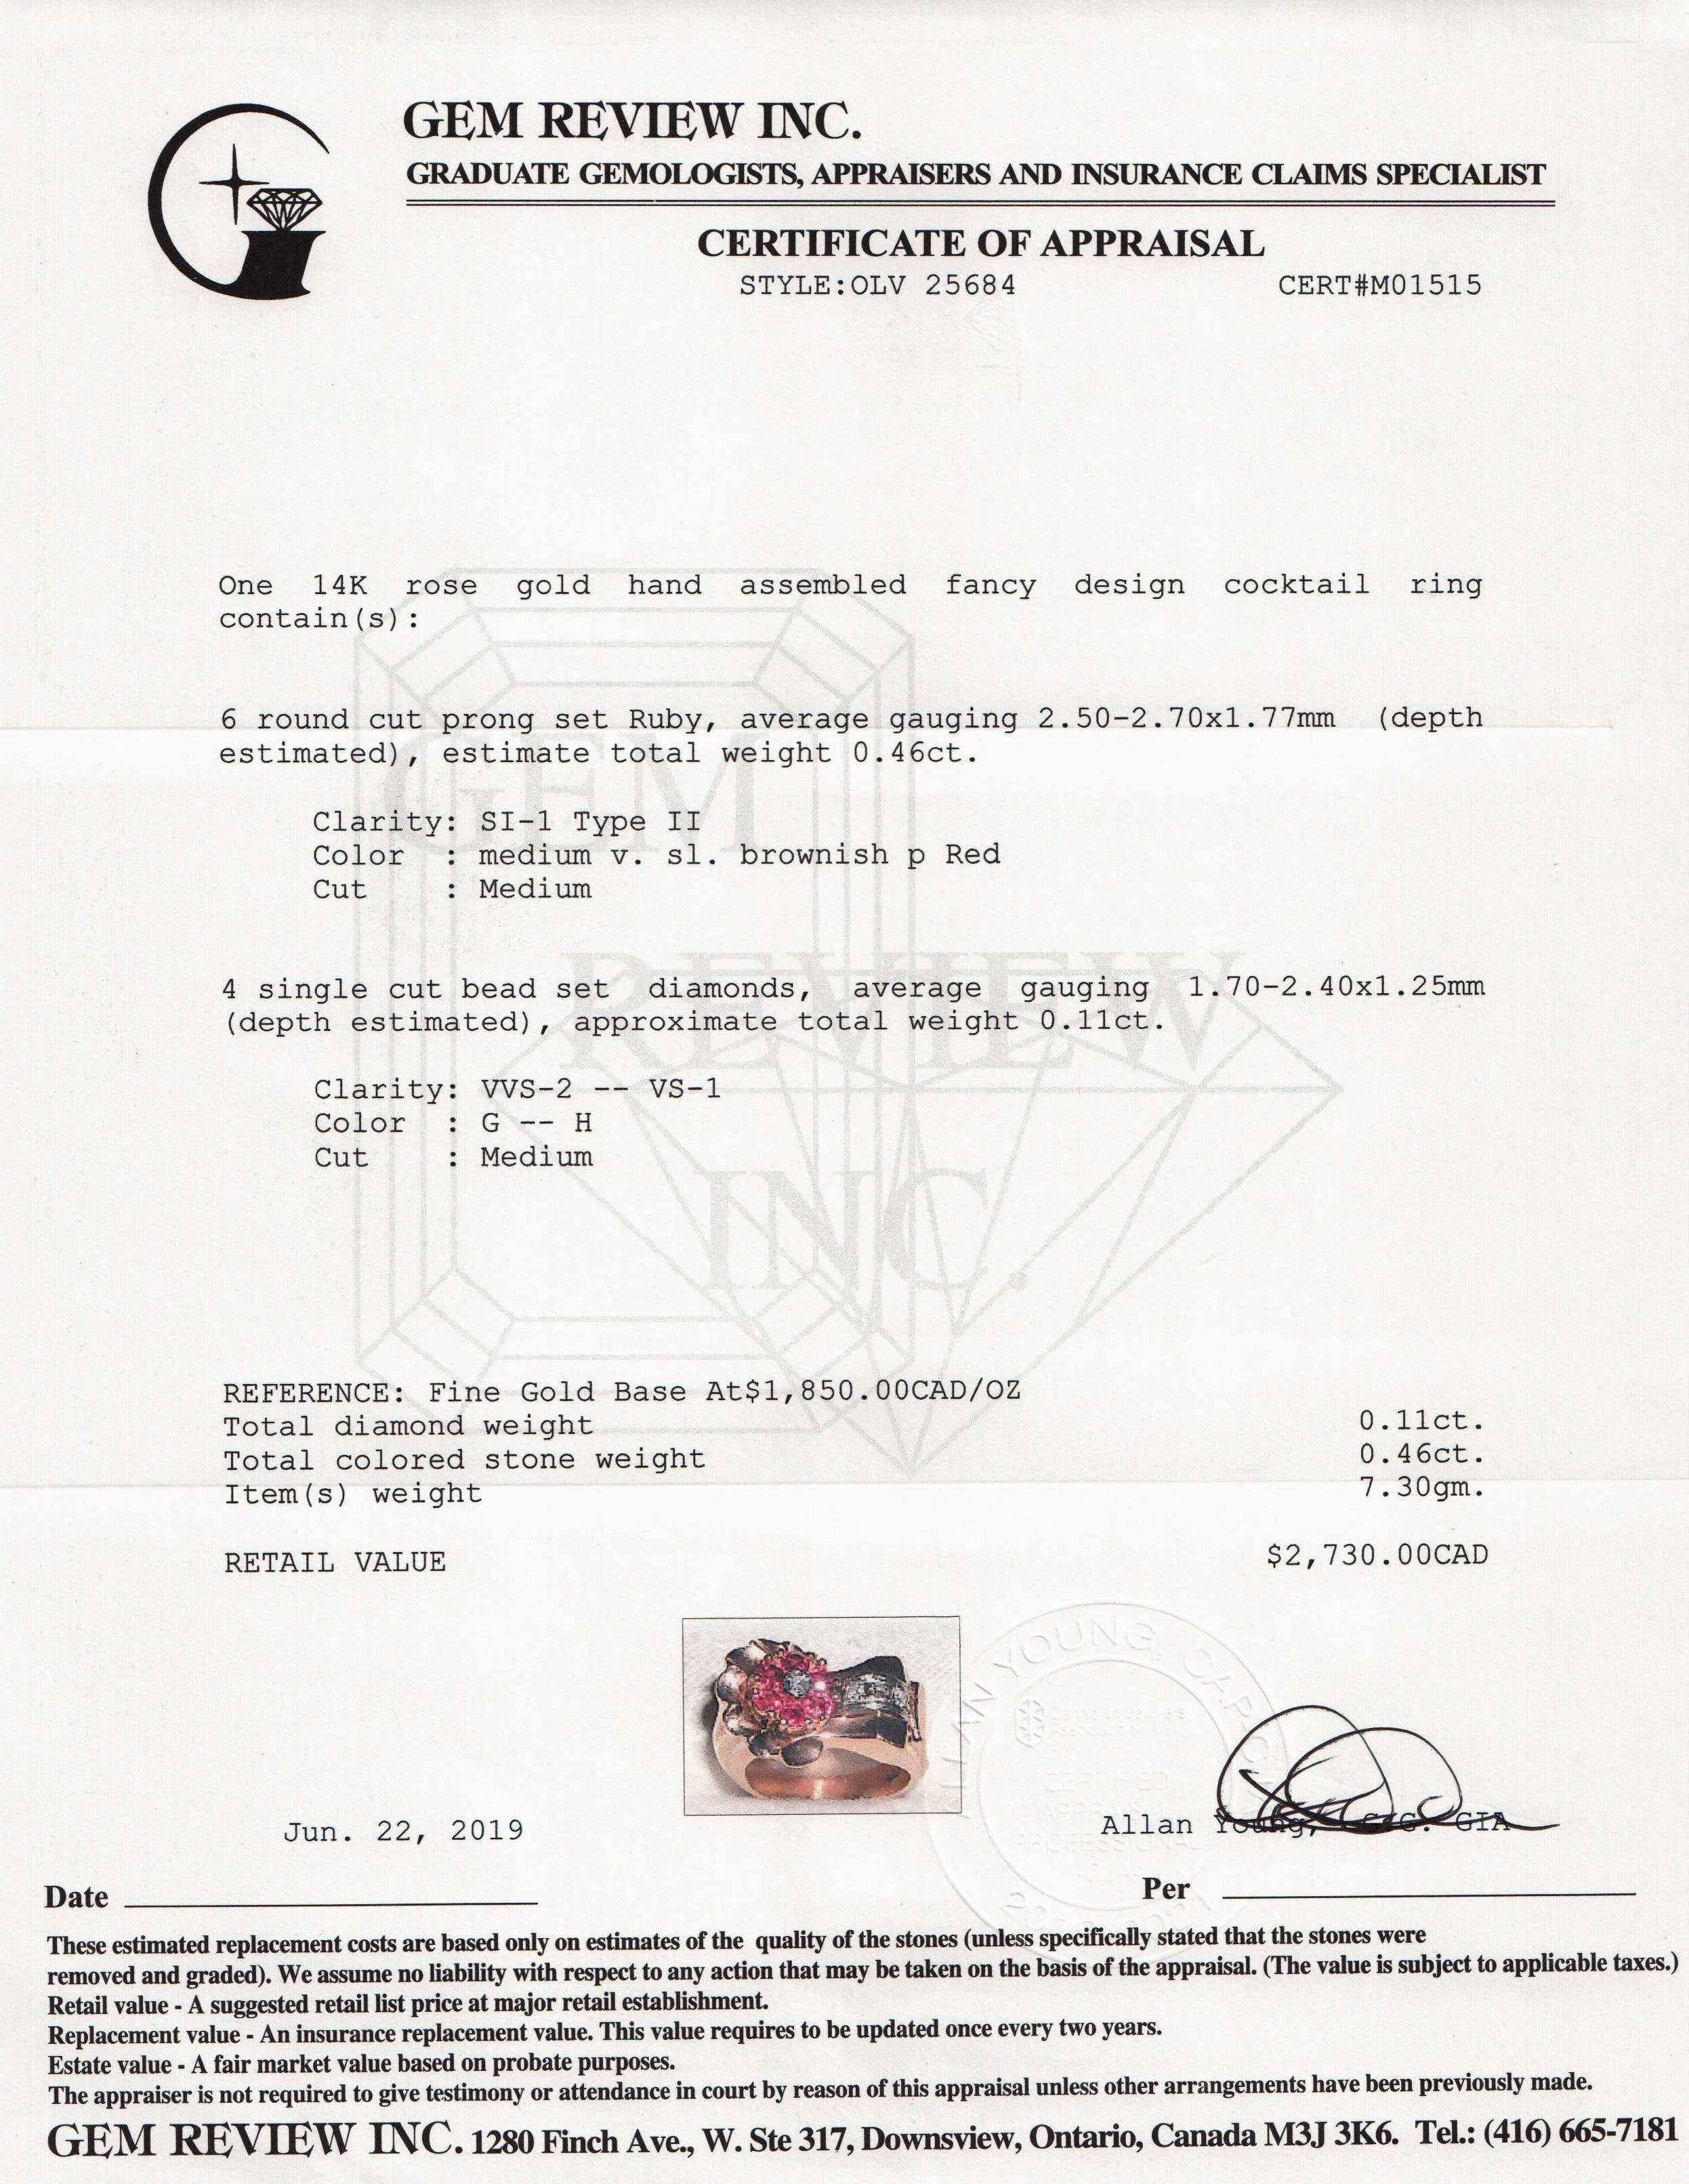 GEM REVIEW INC.
GRADUATE GEMOLOGISTS, APPRAISERS AND INSURANCE CLAIMS SPECIALIST
CERTIFICATE OF APPRAISAL
STYLE:OLV 25684 CERT#M01515
One 14K rose gold hand assembled fancy design cocktail ring
contain(s):
6 round cut prong set Ruby, average gauging 2.50-2.70x1.77mm (depth
estimated), estimate total weight 0.46ct.
GEM
Clarity: SI-1 Type II
Color : medium v. sl. brownish p Red
Cut : Medium
REVIEW
4 single cut bead set diamonds, average gauging 1.70-2.40x1.25mm
(depth estimated), approximate total weight 0.11ct.
Clarity: VVS-2 -- VS-1
Color : G -- H
Cut : Medium
INC.
REFERENCE: Fine Gold Base At$1,850.00CAD/OZ
Total diamond weight 0.11ct.
Total colored stone weight 0.46ct.
Item(s) weight 7.30gm.
RETAIL VALUE $2,730.00CAD
ALLAN YOUNG,
Jun. 22, 2019
Allan Young, G.G. GIA
Date
Per
These estimated replacement costs are based only on estimates of the quality of the stones (unless specifically stated that the stones were
removed and graded). We assume no liability with respect to any action that may be taken on the basis of the appraisal. (The value is subject to applicable taxes.)
Retail value - A suggested retail list price at major retail establishment.
Replacement value - An insurance replacement value. This value requires to be updated once every two years.
Estate value - A fair market value based on probate purposes.
The appraiser is not required to give testimony or attendance in court by reason of this appraisal unless other arrangements have been previously made.
GEM REVIEW INC. 1280 Finch Ave., W. Ste 317, Downsview, Ontario, Canada M3J 3K6. Tel.: (416) 665-7181